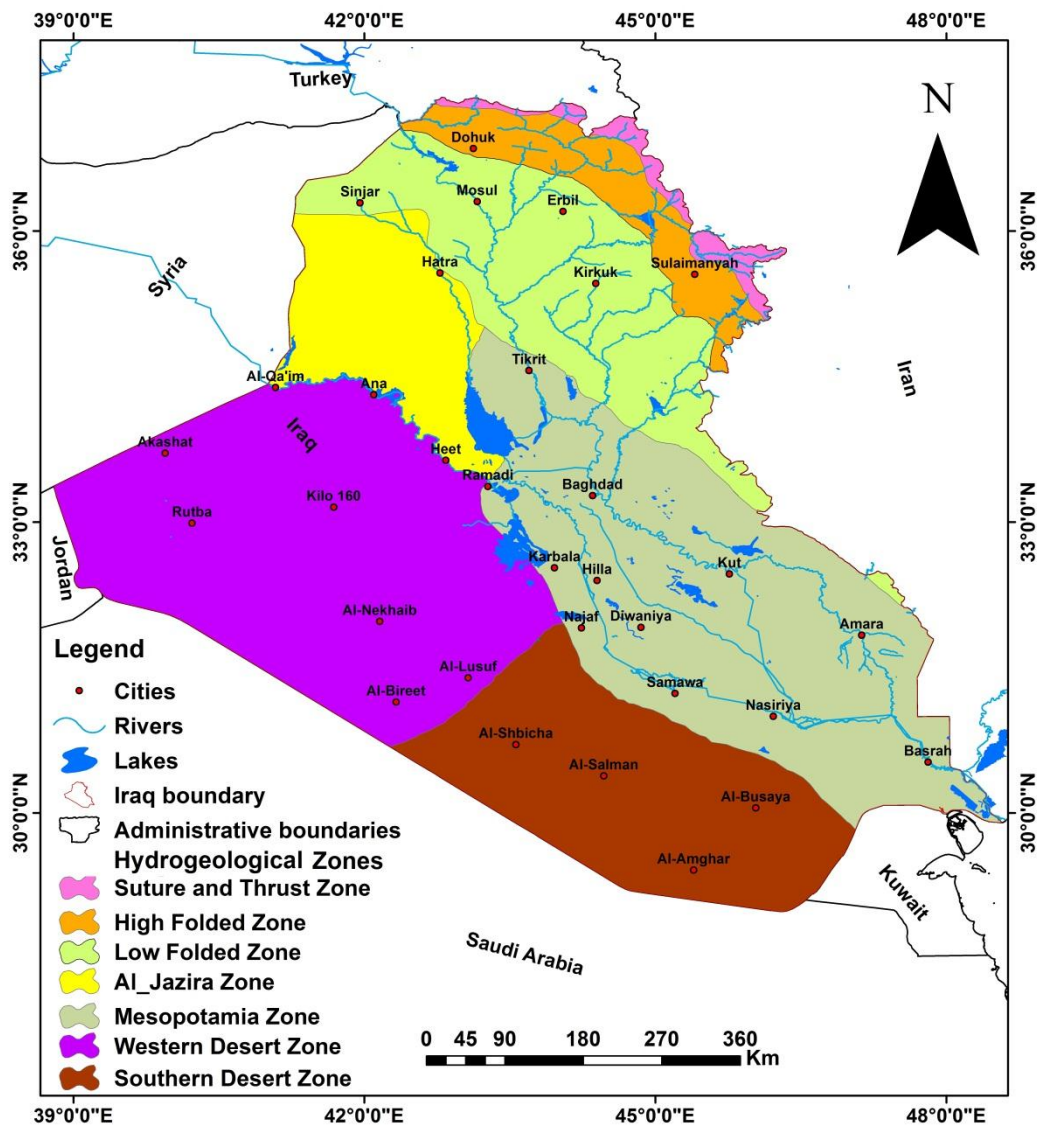 39°0'0"E 42°0'0"E 45°0'0"E 48°0'0"E
Turkey
N
Dohuk
Sinjar
Mosul
Erbil
36°0'0"N
36°0'0"N
Syria
Hatra
Kirkuk
Sulaimanyah
Tikrit
Iran
Al-Qa'im
Ana
Iraq
Akashat
Heet
Ramadi
Baghdad
Kilo 160
Rutba
33°0'0"N
33°0'0"N
Jordan
Karbala
Hilla
Kut
Al-Nekhaib
Najaf
Diwaniya
Amara
Al-Lusuf
Al-Bireet
Samawa
Nasiriya
Al-Shbicha
Al-Salman
Basrah
Al-Busaya
30°0'0"N
30°0'0"N
Al-Amghar
Kuwait
Saudi Arabia
Legend
Cities
Rivers
Lakes
Iraq boundary
Administrative boundaries
Hydrogeological Zones
Suture and Thrust Zone
High Folded Zone
Low Folded Zone
Al_Jazira Zone
Mesopotamia Zone
Western Desert Zone
Southern Desert Zone
0 45 90 180 270 360
Km
39°0'0"E 42°0'0"E 45°0'0"E 48°0'0"E